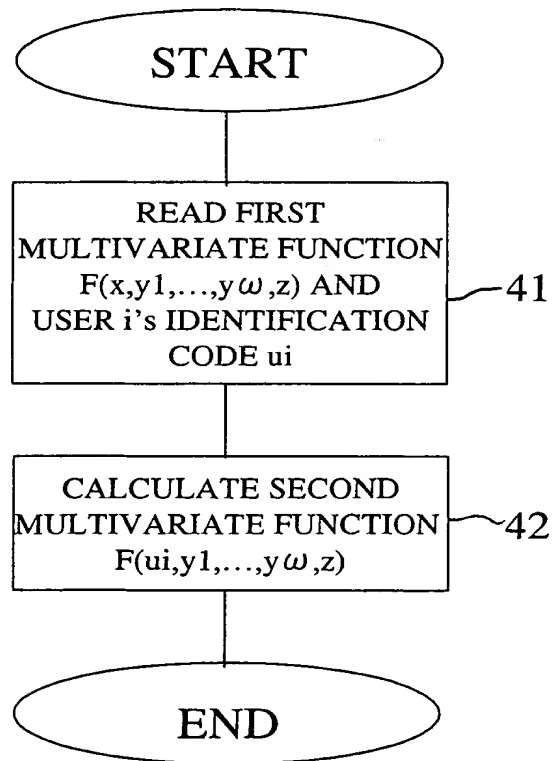 START
READ FIRST
MULTIVARIATE FUNCTION
F(x,y1,...,yω,z) AND
USER i's IDENTIFICATION
CODE ui
41
CALCULATE SECOND
MULTIVARIATE FUNCTION
F(ui,y1,...,yω,z)
42
END